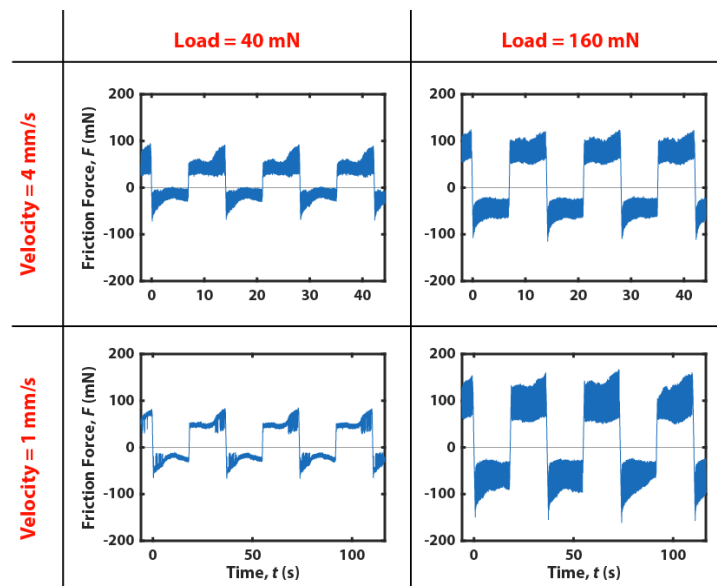 Load = 40 mN
Load = 160 mN
Velocity = 4 mm/s
Friction Force, F (mN)
200
100
0
-100
-200
0 10 20 30 40
200
100
0
-100
-200
0 10 20 30 40
Velocity = 1 mm/s
Friction Force, F (mN)
200
100
0
-100
-200
0 50 100
Time, t (s)
200
100
0
-100
-200
0 50 100
Time, t (s)